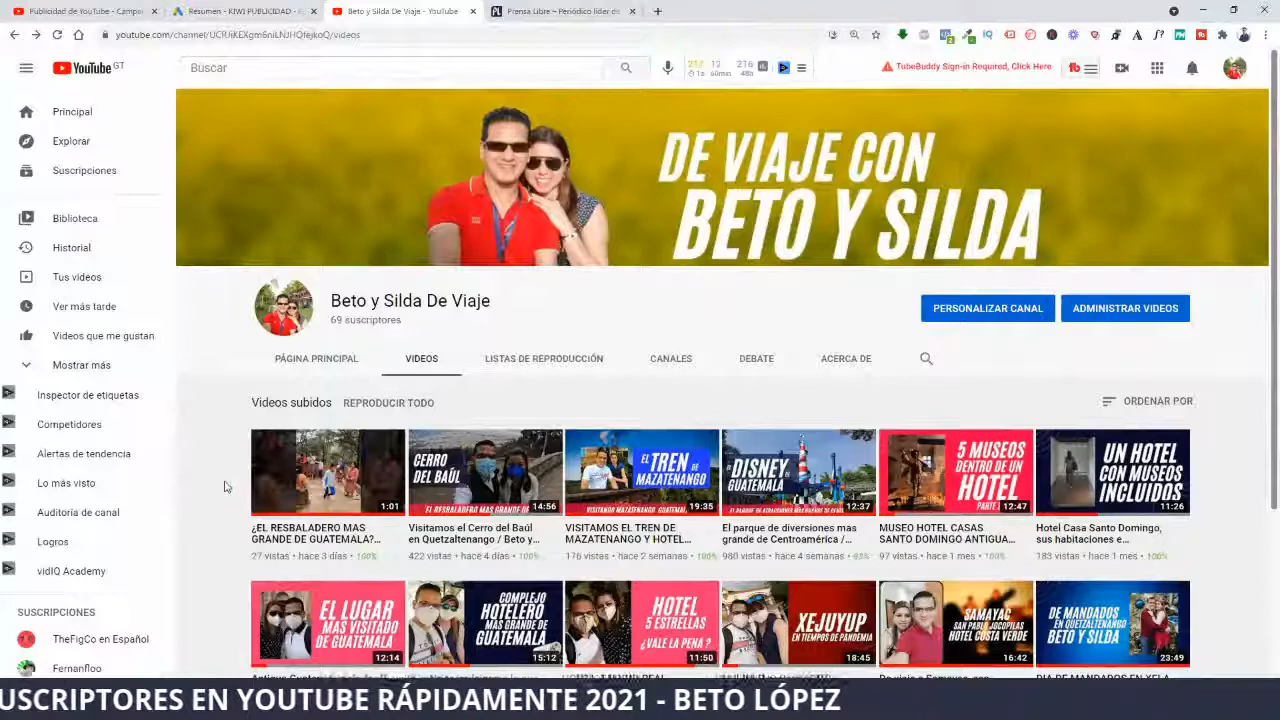 Publicidad de YouTube - Campa
Resumen - KIWI PUBLICIDAD - 
Beto y Silda De Viaje - YouTube
Prensa Libre – Periódico líder de
youtube.com/channel/UCRiKEXgm6niLNJHQfejkoQ/videos
YouTube GT
Buscar
TubeBuddy Sign-in Required, Click Here
Principal
Explorar
Suscripciones
Biblioteca
Historial
Tus videos
Ver más tarde
Videos que me gustan
Mostrar más
Inspector de etiquetas
Competidores
Alertas de tendencia
Lo más visto
Auditoría de canal
Logros
vidIQ Academy
SUSCRIPCIONES
TheFigCo en Español
Fernanfloo
DE VIAJE CON
BETO Y SILDA
Beto y Silda De Viaje
69 suscriptores
PERSONALIZAR CANAL
ADMINISTRAR VIDEOS
PÁGINA PRINCIPAL
VIDEOS
LISTAS DE REPRODUCCIÓN
CANALES
DEBATE
ACERCA DE
Videos subidos
REPRODUCIR TODO
ORDENAR POR
1:01
¿EL RESBALADERO MAS
GRANDE DE GUATEMALA?...
27 vistas • hace 3 días • 100%
CERRO
DEL BAÚL
14:56
Visitamos el Cerro del Baúl
en Quetzaltenango / Beto y...
422 vistas • hace 4 días • 100%
EL TREN DE
MAZATENANGO
19:35
VISITAMOS EL TREN DE
MAZATENANGO Y HOTEL...
176 vistas • hace 2 semanas • 100%
DISNEY DE
GUATEMALA
12:37
El parque de diversiones mas
grande de Centroamérica /...
980 vistas • hace 4 semanas • 93%
5 MUSEOS
DENTRO DE UN
HOTEL
12:47
MUSEO HOTEL CASAS
SANTO DOMINGO ANTIGUA...
97 vistas • hace 1 mes • 100%
UN HOTEL
CON MUSEOS
INCLUIDOS
11:26
Hotel Casa Santo Domingo,
sus habitaciones e...
183 vistas • hace 1 mes • 100%
EL LUGAR
MAS VISITADO
DE GUATEMALA
12:14
COMPLEJO
HOTELERO
MAS GRANDE DE
GUATEMALA
15:12
HOTEL
5 ESTRELLAS
¿VALE LA PENA ?
11:50
XEJUYUP
EN TIEMPOS DE PANDEMIA
18:45
SAMAYAC
SAN PABLO JOCOPILAS
HOTEL COSTA VERDE
16:42
DE MANDADOS
EN QUETZALTENANGO
BETO Y SILDA
23:49
USCRIPTORES EN YOUTUBE RÁPIDAMENTE 2021 - BETO LÓPEZ